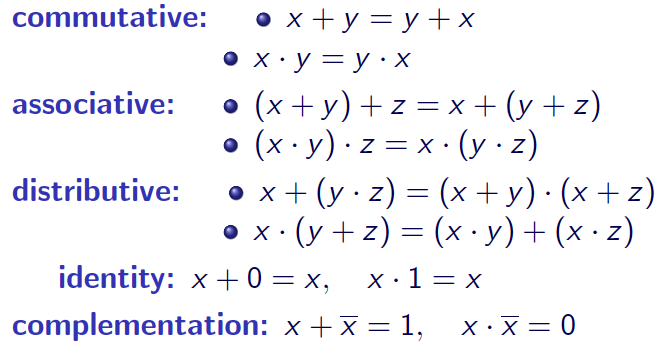 commutative: • x + y = y + x
• x · y = y · x
associative: • (x + y) + z = x + (y + z)
• (x · y) · z = x · (y · z)
distributive: • x + (y · z) = (x + y) · (x + z)
• x · (y + z) = (x · y) + (x · z)
identity: x + 0 = x, x · 1 = x
complementation: x + x̅ = 1, x · x̅ = 0